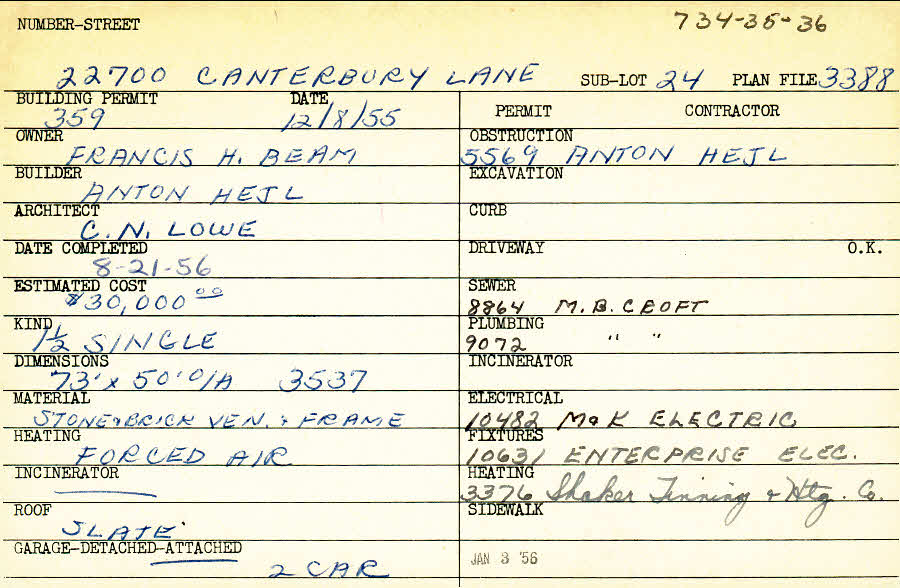 734-35-36
NUMBER-STREET
22700 CANTERBURY LANE SUB-LOT 24 PLAN FILE 3388
BUILDING PERMIT DATE
359 12/8/55
PERMIT CONTRACTOR
OWNER
FRANCIS H. BEAM
OBSTRUCTION
5569 ANTON HEJL
BUILDER
ANTON HEJL
EXCAVATION
ARCHITECT
C.N. LOWE
CURB
DATE COMPLETED
8-21-56
DRIVEWAY O.K.
ESTIMATED COST
$30,000 00
SEWER
8864 M.B. CROFT
KIND
1½ SINGLE
PLUMBING
9072 " "
DIMENSIONS
73' x 50' O/A 3537
INCINERATOR
MATERIAL
STONE & BRICK VEN. & FRAME
ELECTRICAL
10482 M & K ELECTRIC
HEATING
FORCED AIR
FIXTURES
10631 ENTERPRISE ELEC.
INCINERATOR
HEATING
3376 Shaker Tinning & Htg. Co.
ROOF
SLATE
SIDEWALK
GARAGE-DETACHED-ATTACHED
2 CAR
JAN 3 '56